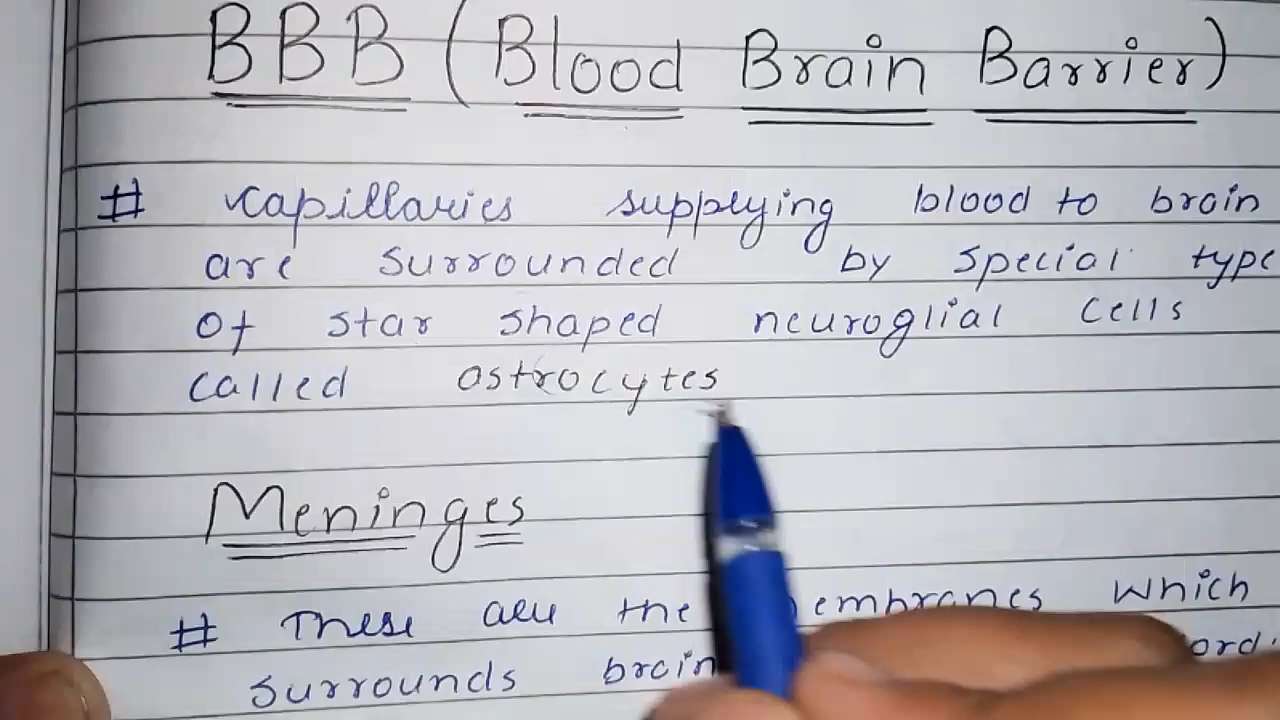 BBB (Blood Brain Barrier)
# Capillaries supplying blood to brain
are surrounded by special type
of star shaped neuroglial cells
called astrocytes
Meninges
# These are the which
surrounds brain